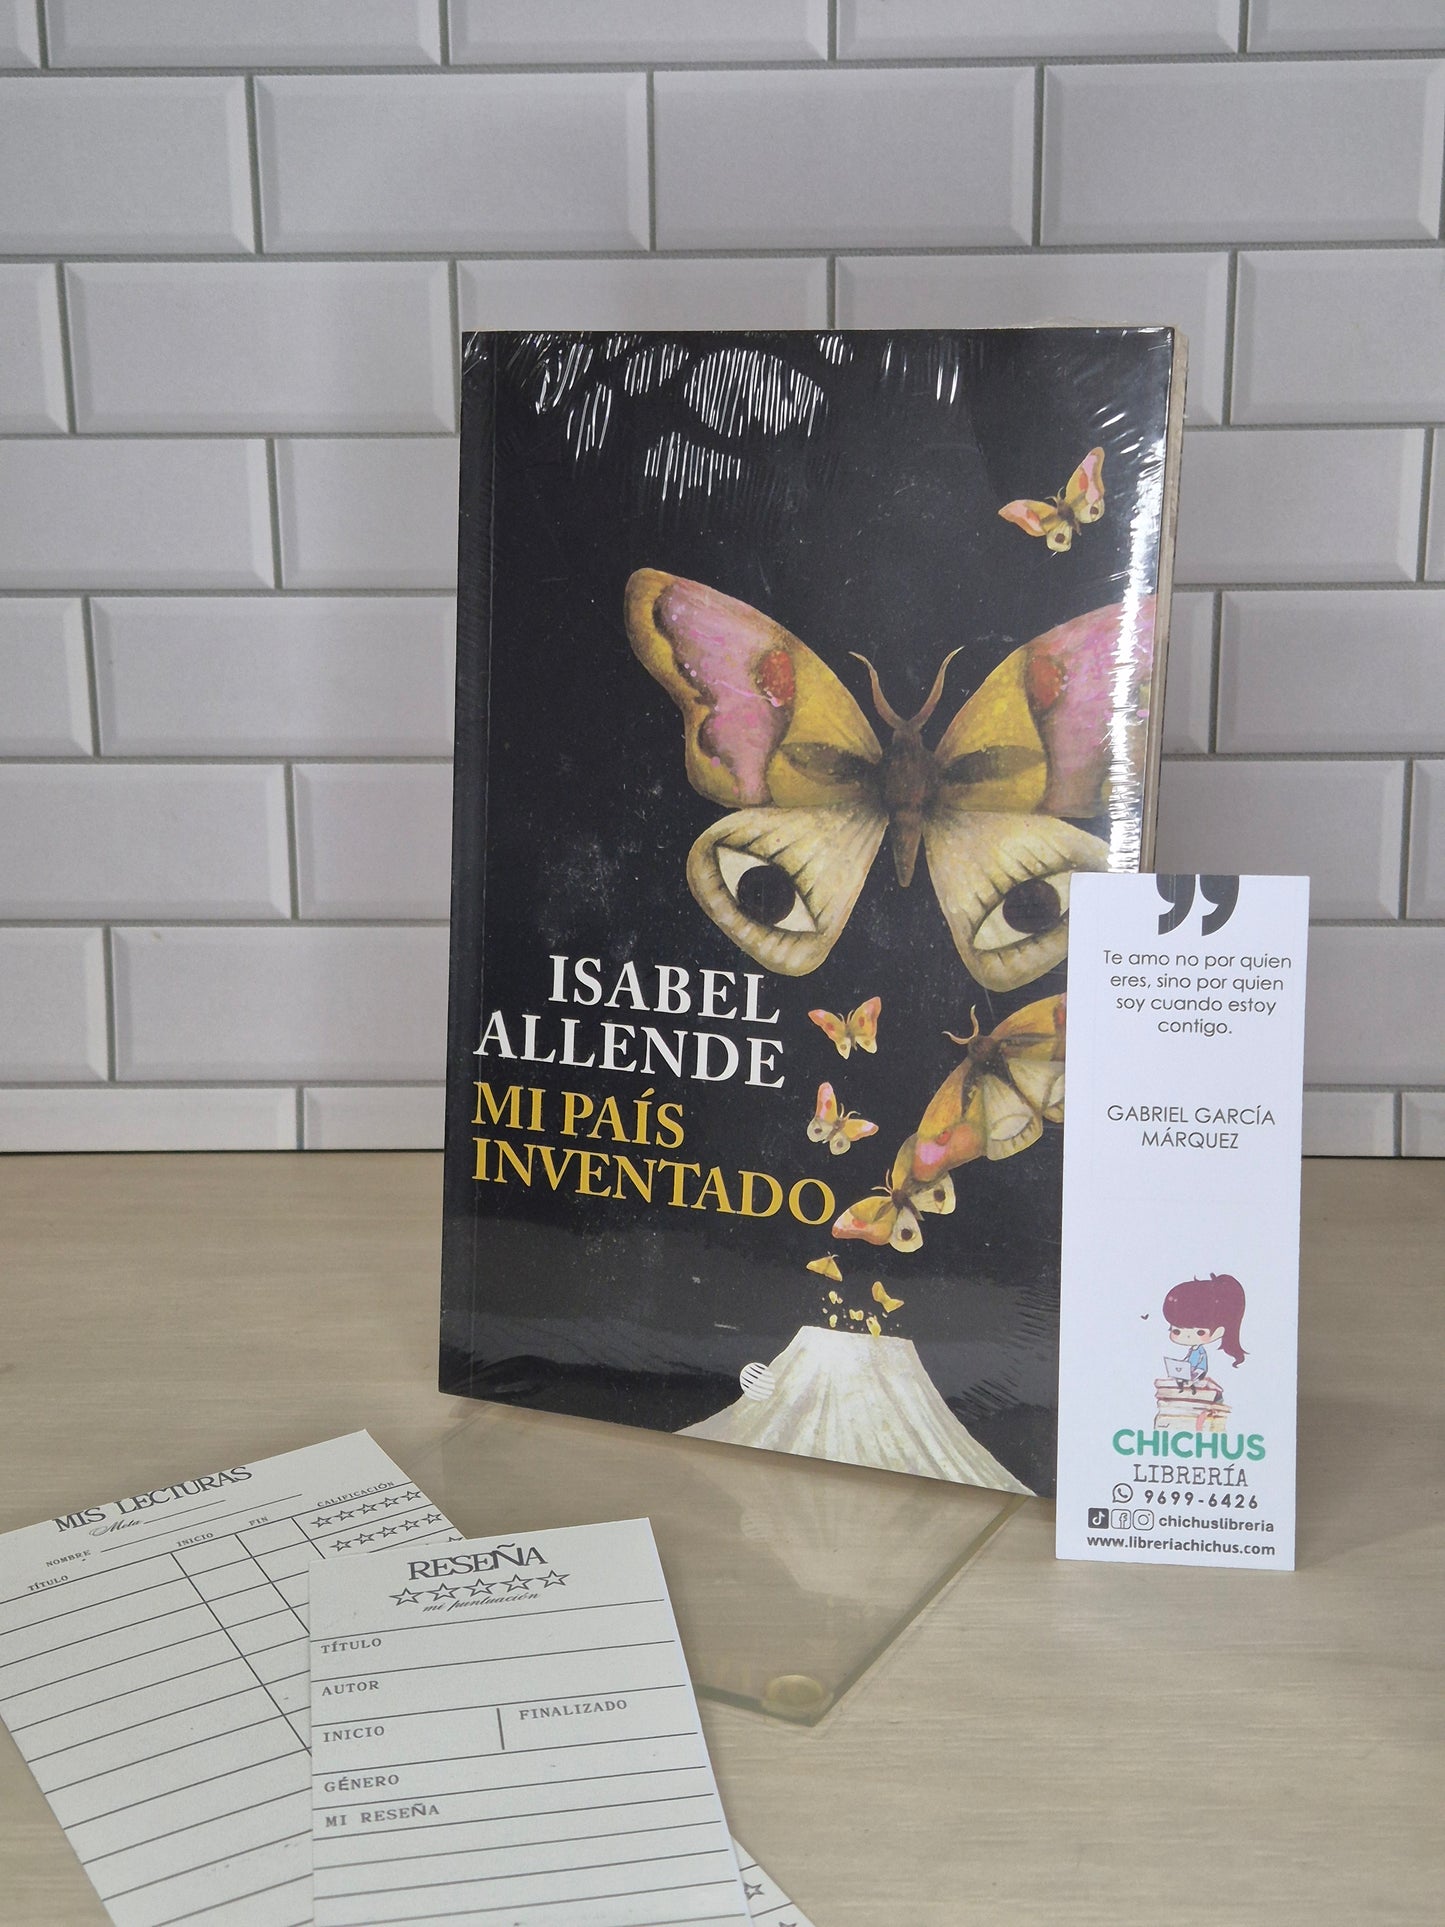 ISABEL
ALLENDE
MI PAÍS
INVENTADO
Te amo no por quien
eres, sino por quien
soy cuando estoy
contigo.
GABRIEL GARCÍA
MÁRQUEZ
CHICHUS
LIBRERÍA
9699-6426
chichuslibreria
www.libreriachichus.com
MIS LECTURAS
Meta
NOMBRE
TÍTULO INICIO FIN CALIFICACIÓN
RESEÑA
mi puntuación
TÍTULO
AUTOR
INICIO FINALIZADO
GÉNERO
MI RESEÑA